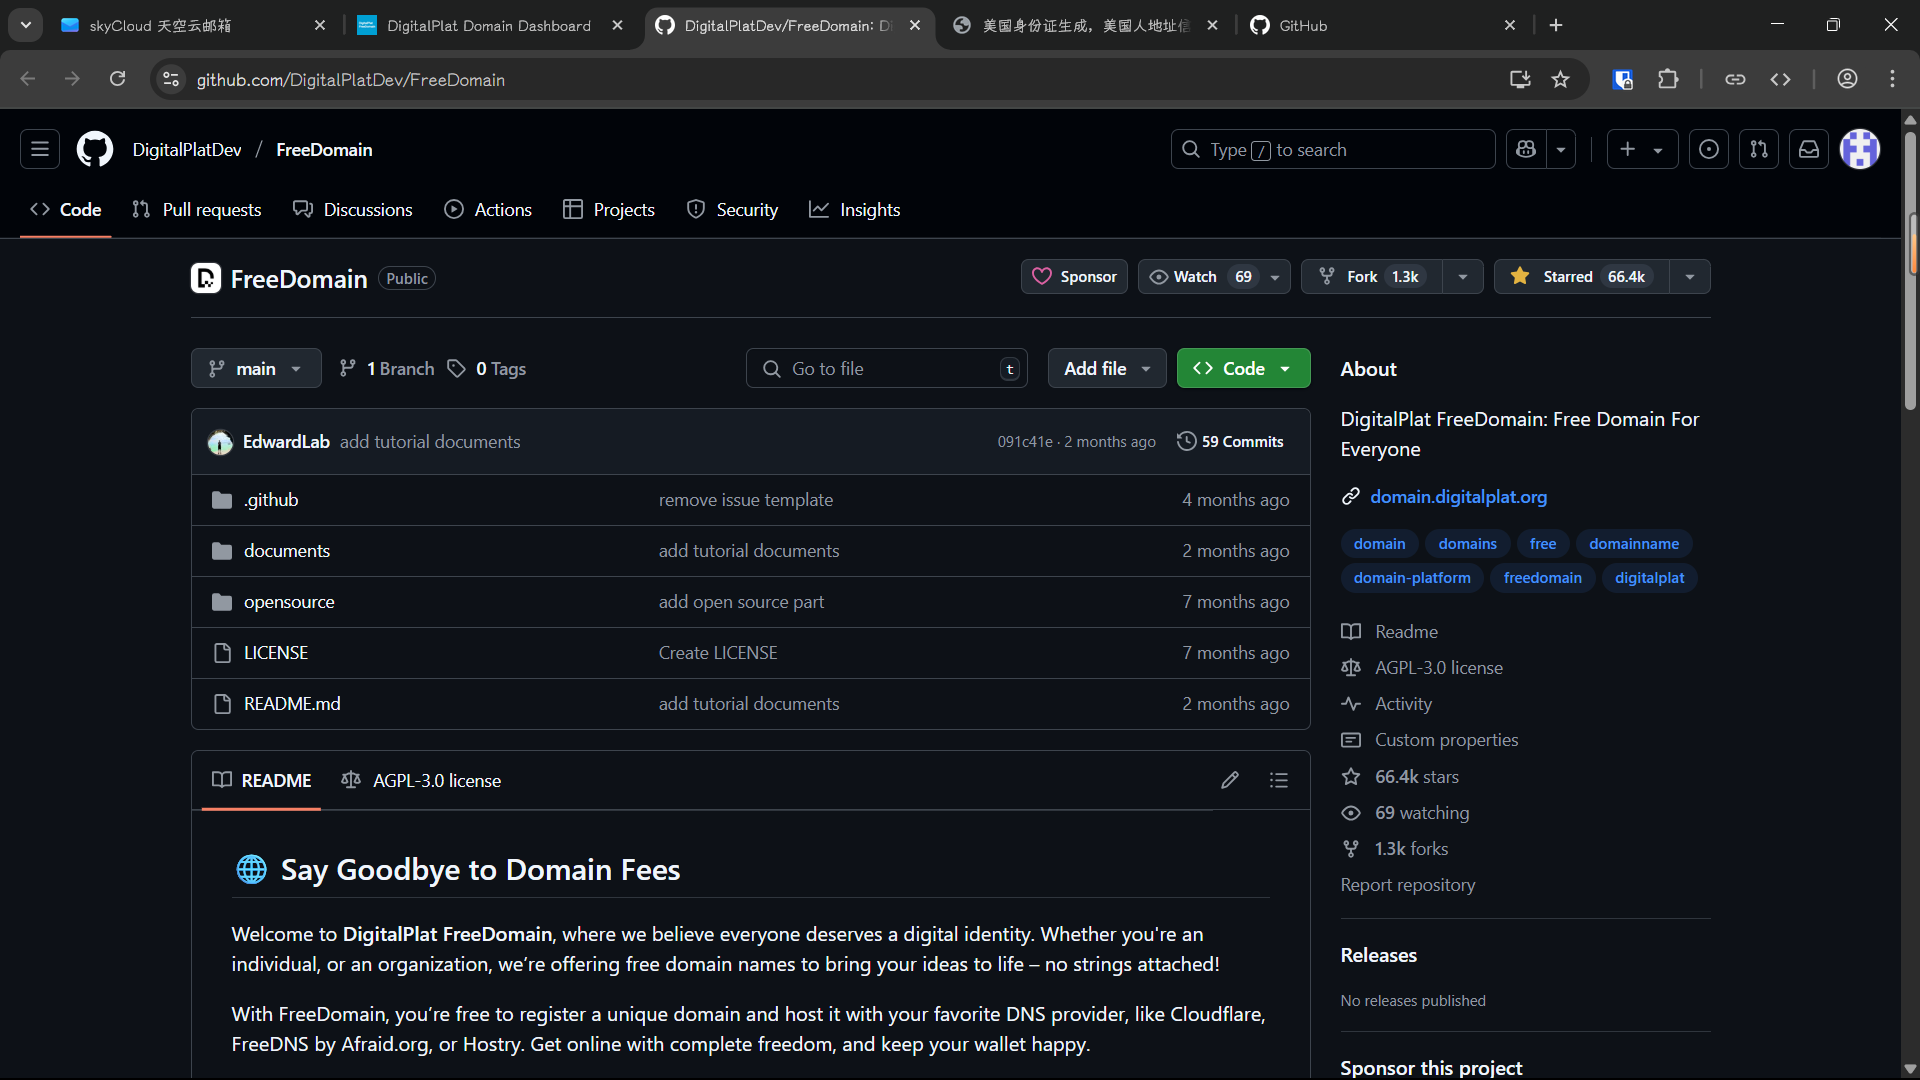 skyCloud 天空云邮箱
DigitalPlat Domain Dashboard
DigitalPlatDev/FreeDomain: Di
美国身份证生成，美国人地址信
GitHub
github.com/DigitalPlatDev/FreeDomain
DigitalPlatDev / FreeDomain
Type / to search
Code
Pull requests
Discussions
Actions
Projects
Security
Insights
FreeDomain Public
Sponsor
Watch 69
Fork 1.3k
Starred 66.4k
main
1 Branch
0 Tags
Go to file t
Add file
Code
EdwardLab add tutorial documents 091c41e · 2 months ago 59 Commits
.github remove issue template 4 months ago
documents add tutorial documents 2 months ago
opensource add open source part 7 months ago
LICENSE Create LICENSE 7 months ago
README.md add tutorial documents 2 months ago
README
AGPL-3.0 license
Say Goodbye to Domain Fees
Welcome to DigitalPlat FreeDomain, where we believe everyone deserves a digital identity. Whether you're an
individual, or an organization, we’re offering free domain names to bring your ideas to life – no strings attached!
With FreeDomain, you’re free to register a unique domain and host it with your favorite DNS provider, like Cloudflare,
FreeDNS by Afraid.org, or Hostry. Get online with complete freedom, and keep your wallet happy.
About
DigitalPlat FreeDomain: Free Domain For
Everyone
domain.digitalplat.org
domain domains free domainname
domain-platform freedomain digitalplat
Readme
AGPL-3.0 license
Activity
Custom properties
66.4k stars
69 watching
1.3k forks
Report repository
Releases
No releases published
Sponsor this project